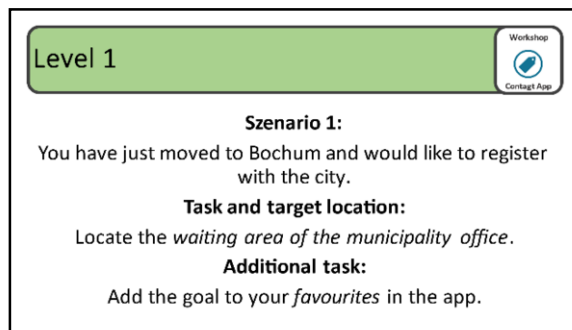 Level 1
Workshop
Contagt App
Szenario 1:
You have just moved to Bochum and would like to register
with the city.
Task and target location:
Locate the waiting area of the municipality office.
Additional task:
Add the goal to your favourites in the app.